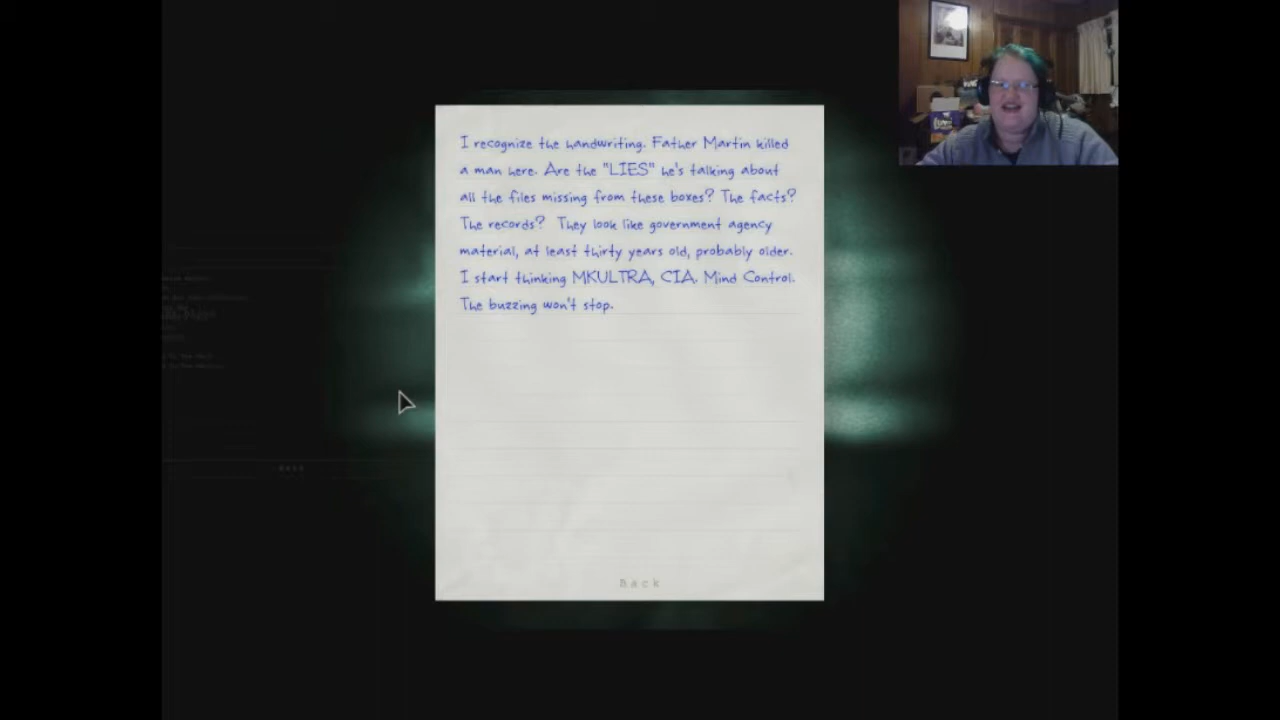 I recognize the handwriting. Father Martin killed
a man here. Are the "LIES" he's talking about
all the files missing from these boxes? The facts?
The records? They look like government agency
material, at least thirty years old, probably older.
I start thinking MKULTRA, CIA. Mind Control.
The buzzing won't stop.
Back